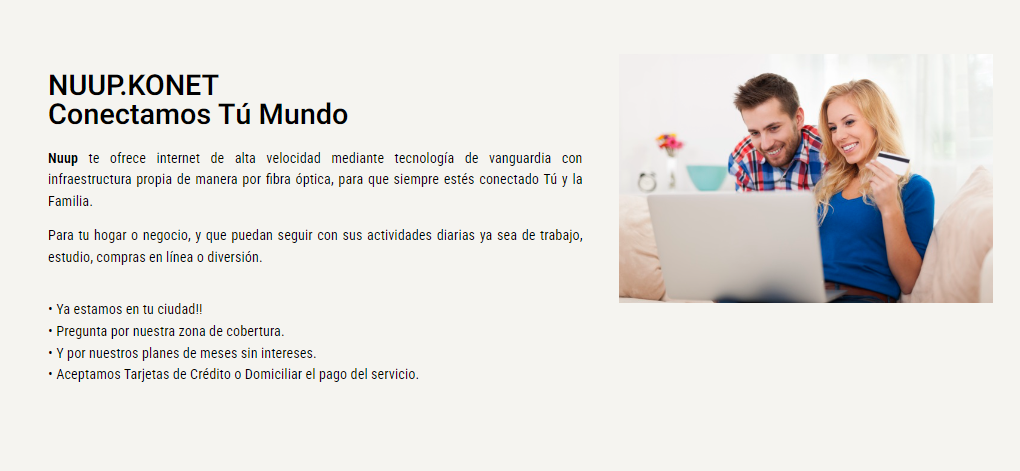 NUUP.KONET
Conectamos Tú Mundo
Nuup te ofrece internet de alta velocidad mediante tecnología de vanguardia con
infraestructura propia de manera por fibra óptica, para que siempre estés conectado Tú y la
Familia.
Para tu hogar o negocio, y que puedan seguir con sus actividades diarias ya sea de trabajo,
estudio, compras en línea o diversión.
• Ya estamos en tu ciudad!!
• Pregunta por nuestra zona de cobertura.
• Y por nuestros planes de meses sin intereses.
• Aceptamos Tarjetas de Crédito o Domiciliar el pago del servicio.